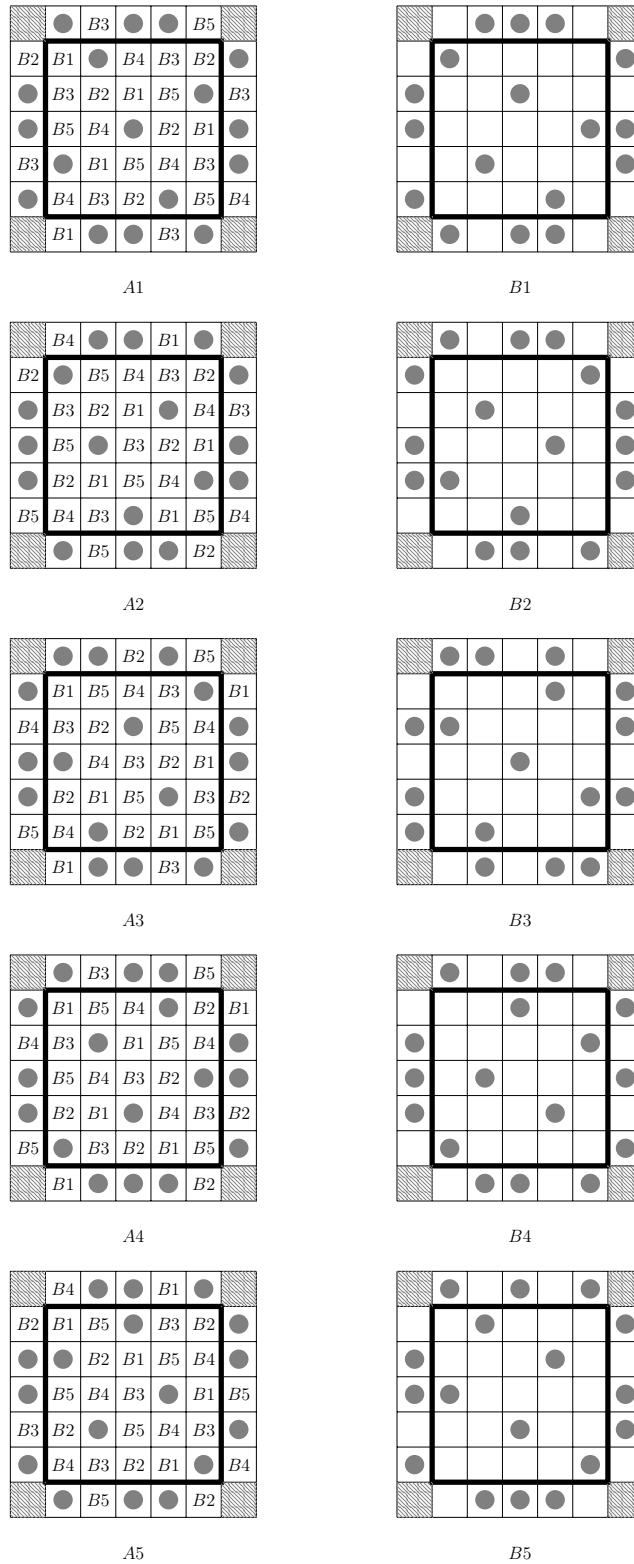 B3 B5
B2 B1 B4 B3 B2
B3 B2 B1 B5 B3
B5 B4 B2 B1
B3 B1 B5 B4 B3
B4 B3 B2 B5 B4
B1 B3
A1 B1
B4 B1
B2 B5 B4 B3 B2
B3 B2 B1 B4 B3
B5 B3 B2 B1
B2 B1 B5 B4
B5 B4 B3 B1 B5 B4
B5 B2
A2 B2
B2 B5
B1 B5 B4 B3 B1
B4 B3 B2 B5 B4
B4 B3 B2 B1
B2 B1 B5 B3 B2
B5 B4 B2 B1 B5
B1 B3
A3 B3
B3 B5
B1 B5 B4 B2 B1
B4 B3 B1 B5 B4
B5 B4 B3 B2
B2 B1 B4 B3 B2
B5 B3 B2 B1 B5
B1 B2
A4 B4
B4 B1
B2 B1 B5 B3 B2
B2 B1 B5 B4
B5 B4 B3 B1 B5
B3 B2 B5 B4 B3
B4 B3 B2 B1 B4
B5 B2
A5 B5